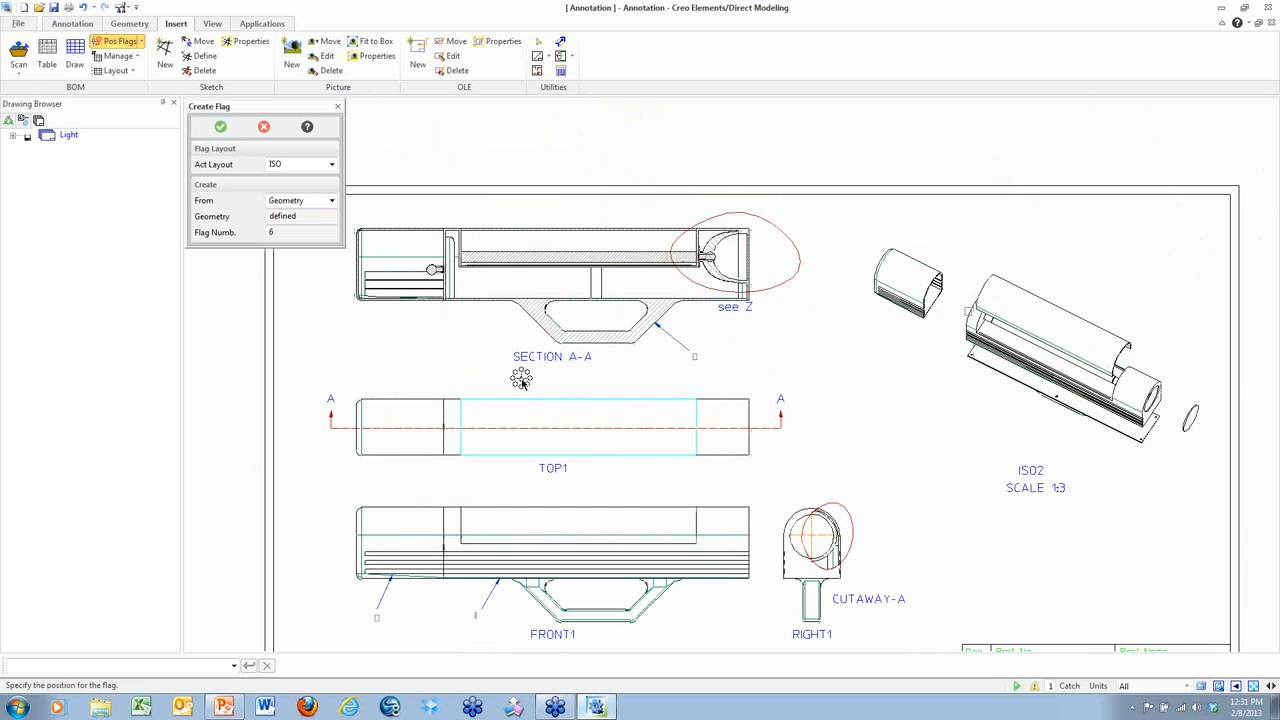 [ Annotation ] - Annotation - Creo Elements/Direct Modeling
File
Annotation
Geometry
Insert
View
Applications
Scan
Table
Draw
Pos Flags
Manage
Layout
BOM
New
Move
Properties
Define
Delete
Sketch
New
Move
Fit to Box
Edit
Properties
Delete
Picture
New
Move
Properties
Edit
Delete
OLE
Utilities
Drawing Browser
Light
Create Flag
Flag Layout
Act Layout ISO
Create
From Geometry
Geometry defined
Flag Numb. 6
see Z
SECTION A-A
A A
TOP1
ISO2
SCALE 1:3
CUTAWAY-A
FRONT1
RIGHT1
Part No
Part Name
Specify the position for the flag.
1 Catch Units All
12:31 PM
2/8/2013